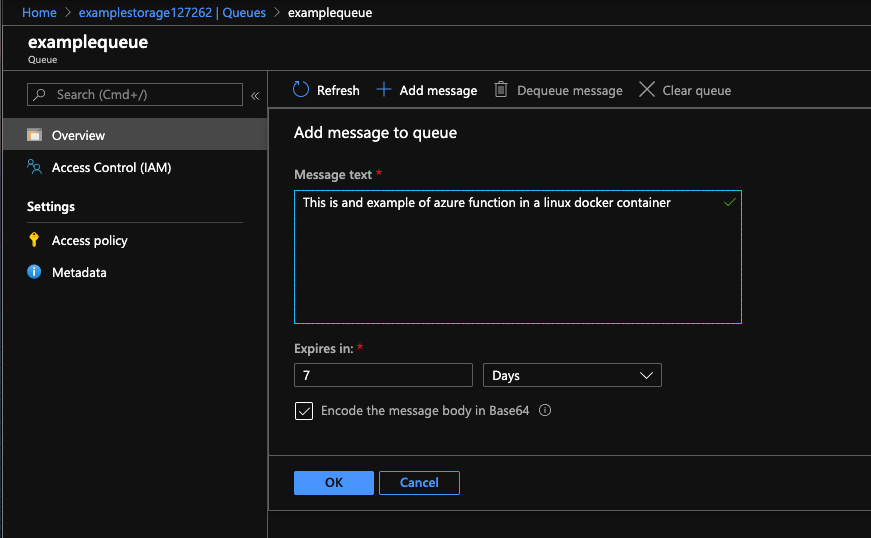 Home > examplestorage127262 | Queues > examplequeue
examplequeue
Queue
Search (Cmd+/)
«
Overview
Access Control (IAM)
Settings
Access policy
Metadata
Refresh Add message Dequeue message Clear queue
Add message to queue
Message text *
This is and example of azure function in a linux docker container
Expires in: *
7 Days
Encode the message body in Base64
OK Cancel